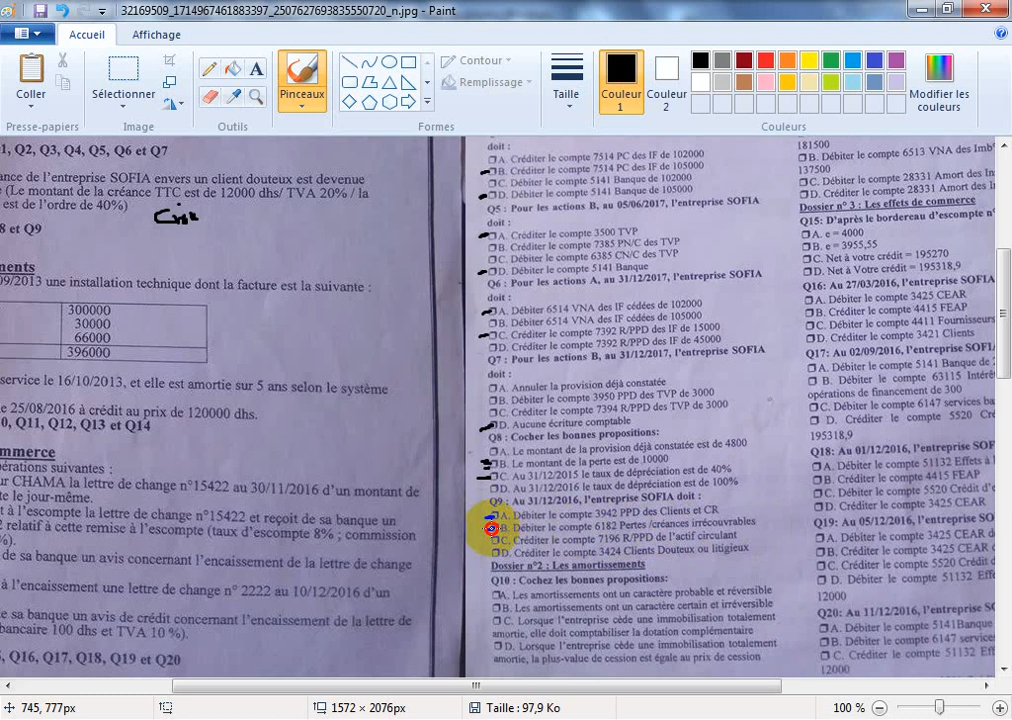 32169509_1714967461883397_2507627693835550720_n.jpg - Paint
Accueil
Affichage
Coller
Sélectionner
Pinceaux
Contour
Remplissage
Taille
Couleur 1
Couleur 2
Modifier les couleurs
Presse-papiers
Image
Outils
Formes
Couleurs
1, Q2, Q3, Q4, Q5, Q6 et Q7
ance de l'entreprise SOFIA envers un client douteux est devenue
(Le montant de la créance TTC est de 12000 dhs/ TVA 20% / la
est de l'ordre de 40%)
8 et Q9
ments
09/2013 une installation technique dont la facture est la suivante :
300000
30000
66000
396000
service le 16/10/2013, et elle est amortie sur 5 ans selon le système
e 25/08/2016 à crédit au prix de 120000 dhs.
0, Q11, Q12, Q13 et Q14
mmerce
érations suivantes :
ur CHAMA la lettre de change n°15422 au 30/11/2016 d'un montant de
te le jour-même.
t à l'escompte la lettre de change n°15422 et reçoit de sa banque un
2 relatif à cette remise à l'escompte (taux d'escompte 8% ; commission
%).
de sa banque un avis concernant l'encaissement de la lettre de change
à l'encaissement une lettre de change n° 2222 au 10/12/2016 d'un
e sa banque un avis de crédit concernant l'encaissement de la lettre de
bancaire 100 dhs et TVA 10 %).
, Q16, Q17, Q18, Q19 et Q20
doit :
A. Créditer le compte 7514 PC des IF de 102000
B. Créditer le compte 7514 PC des IF de 105000
C. Débiter le compte 5141 Banque de 102000
D. Débiter le compte 5141 Banque de 105000
Q5 : Pour les actions B, au 05/06/2017, l'entreprise SOFIA
doit :
A. Créditer le compte 3500 TVP
B. Créditer le compte 7385 PN/C des TVP
C. Débiter le compte 6385 CN/C des TVP
D. Débiter le compte 5141 Banque
Q6 : Pour les actions A, au 31/12/2017, l'entreprise SOFIA
doit :
A. Débiter 6514 VNA des IF cédées de 102000
B. Débiter 6514 VNA des IF cédées de 105000
C. Créditer le compte 7392 R/PPD des IF de 15000
D. Créditer le compte 7392 R/PPD des IF de 45000
Q7 : Pour les actions B, au 31/12/2017, l'entreprise SOFIA
doit :
A. Annuler la provision déjà constatée
B. Débiter le compte 3950 PPD des TVP de 3000
C. Créditer le compte 7394 R/PPD des TVP de 3000
D. Aucune écriture comptable
Q8 : Cocher les bonnes propositions:
A. Le montant de la provision déjà constatée est de 4800
B. Le montant de la perte est de 10000
C. Au 31/12/2015 le taux de dépréciation est de 40%
D. Au 31/12/2016 le taux de dépréciation est de 100%
Q9 : Au 31/12/2016, l'entreprise SOFIA doit :
A. Débiter le compte 3942 PPD des Clients et CR
B. Débiter le compte 6182 Pertes /créances irrécouvrables
C. Créditer le compte 7196 R/PPD de l'actif circulant
D. Créditer le compte 3424 Clients Douteux ou litigieux
Dossier n°2 : Les amortissements
Q10 : Cochez les bonnes propositions:
A. Les amortissements ont un caractère probable et réversible
B. Les amortissements ont un caractère certain et irréversible
C. Lorsque l'entreprise cède une immobilisation totalement
amortie, elle doit comptabiliser la dotation complémentaire
D. Lorsque l'entreprise cède une immobilisation totalement
amortie, la plus-value de cession est égale au prix de cession
181500
B. Débiter le compte 6513 VNA des Imb
137500
C. Débiter le compte 28331 Amort des In
D. Créditer le compte 28331 Amort des I
Dossier n° 3 : Les effets de commerce
Q15: D'après le bordereau d'escompte n°
A. e = 4000
B. e = 3955,55
C. Net à votre crédit = 195270
D. Net à Votre crédit = 195318,9
Q16: Au 27/03/2016, l'entreprise SOFIA
A. Débiter le compte 3425 CEAR
B. Créditer le compte 4415 FEAP
C. Débiter le compte 4411 Fournisseurs
D. Créditer le compte 3421 Clients
Q17: Au 02/09/2016, l'entreprise SOFIA
A. Débiter le compte 5141 Banque de
B. Débiter le compte 63115 Intérê
opérations de financement de 300
C. Débiter le compte 6147 services ba
D. Créditer le compte 5520 Cré
195318,9
Q18: Au 01/12/2016, l'entreprise SOF
A. Débiter le compte 51132 Effets à l
B. Créditer le compte 4415 FEAP
C. Débiter le compte 5520 Crédit d'e
D. Créditer le compte 3425 CEAR
Q19: Au 05/12/2016, l'entreprise SOF
A. Débiter le compte 51132
B. Créditer le compte 3425 CEAR
C. Créditer le compte 5520 Crédit
D. Débiter le compte 51132 Effe
12000
Q20: Au 11/12/2016, l'entreprise SO
A. Débiter le compte 5141Banque
B. Débiter le compte 6147 service
C. Créditer le compte 51132 Eff
12000
745, 777px
1572 × 2076px
Taille : 97,9 Ko
100 %